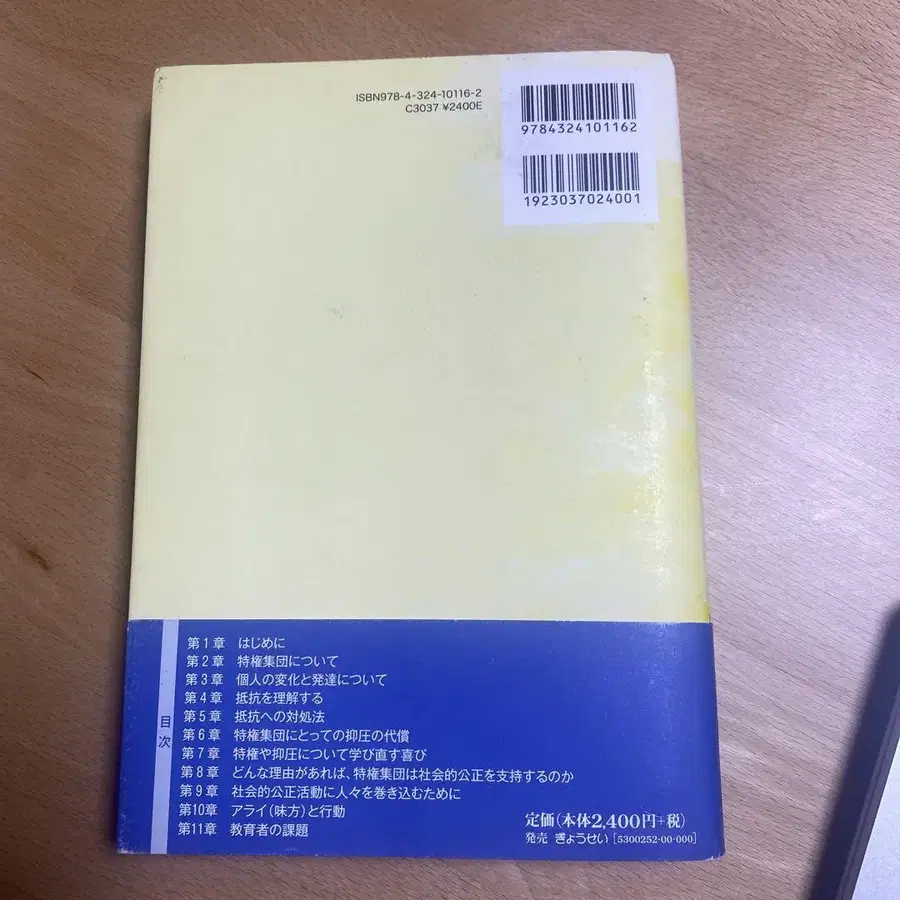 ISBN978-4-324-10116-2
C3037 ¥2400E
9784324101162
1923037024001
目次
第1章 はじめに
第2章 特権集団について
第3章 個人の変化と発達について
第4章 抵抗を理解する
第5章 抵抗への対処法
第6章 特権集団にとっての抑圧の代償
第7章 特権や抑圧について学び直す喜び
第8章 どんな理由があれば、特権集団は社会的公正を支持するのか
第9章 社会的公正活動に人々を巻き込むために
第10章 アライ(味方)と行動
第11章 教育者の課題
定価(本体2,400円+税)
発売 ぎょうせい [5300252-00-000]